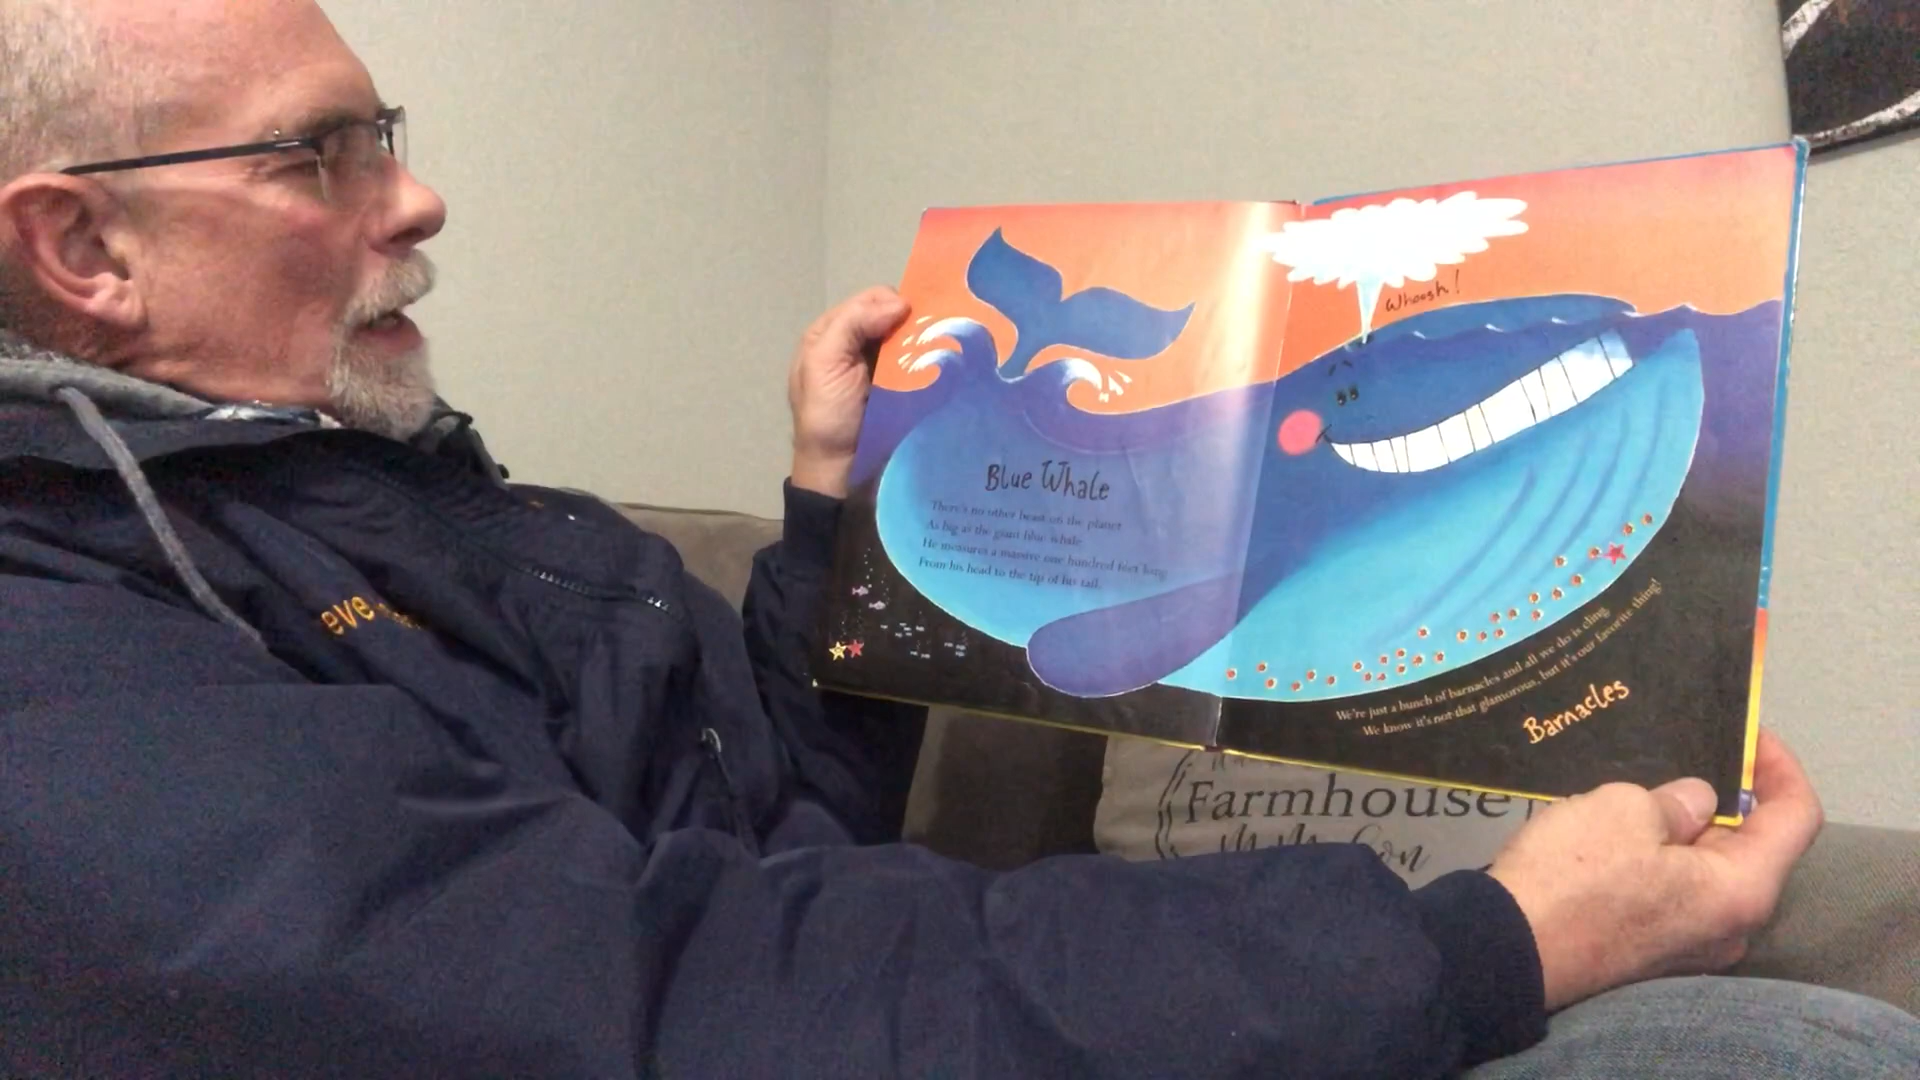 Whoosh!
Blue Whale
There's no other beast on the planet
As big as the giant blue whale
He measures a massive one hundred feet long
From his head to the tip of his tail.
We're just a bunch of barnacles and all we do is cling.
We know it's not that glamorous, but it's our favorite thing!
Barnacles
eve
Farmhouse